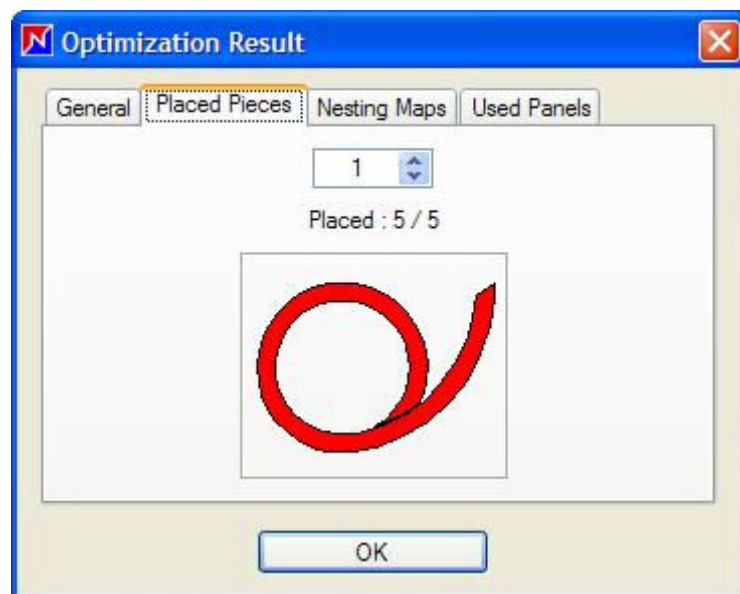 Optimization Result
General Placed Pieces Nesting Maps Used Panels
1
Placed : 5 / 5
OK